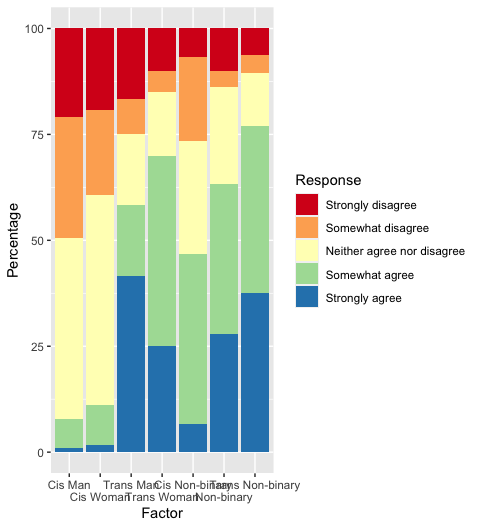 100
75
50
25
0
Percentage
Cis Man
Cis Woman
Trans Man
Trans Woman
Cis Non-binary
Non-binary
Trans Non-binary
Factor
Response
Strongly disagree
Somewhat disagree
Neither agree nor disagree
Somewhat agree
Strongly agree